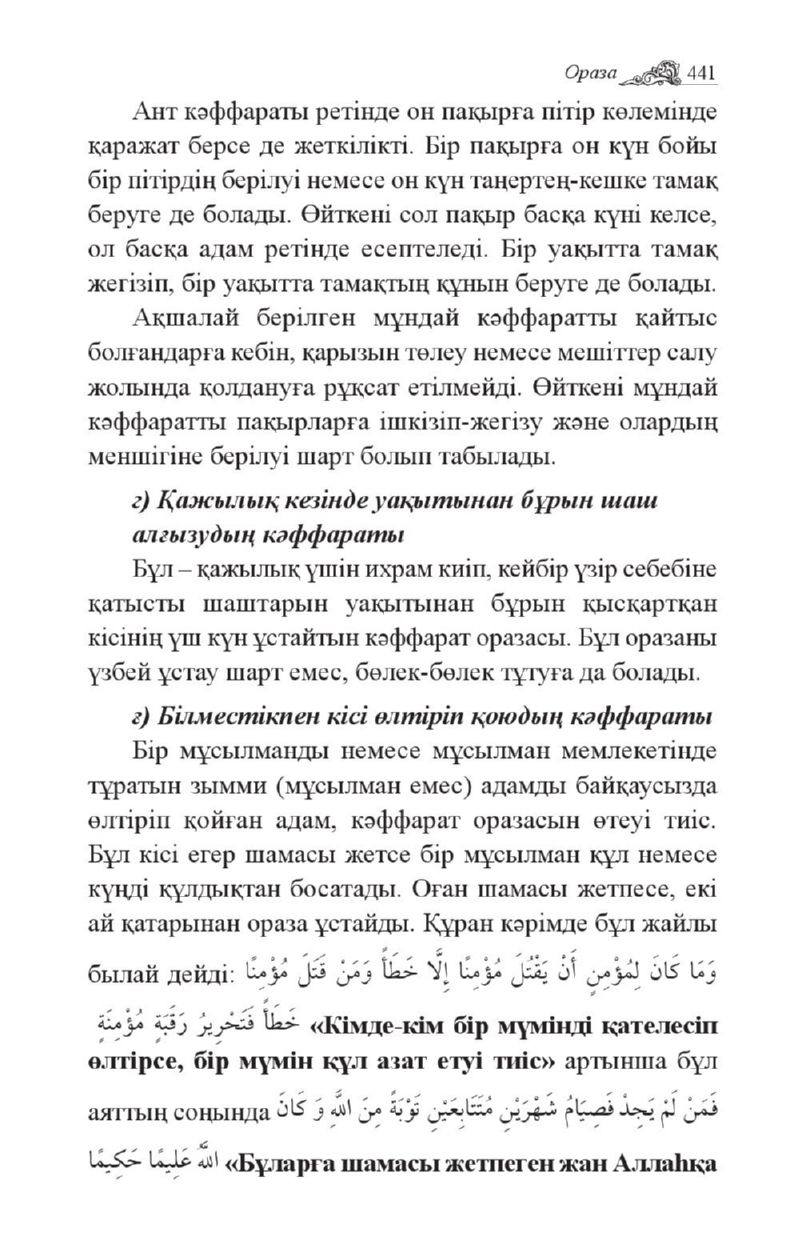 Ораза 441
Ант кәффараты ретінде он пақырға пітір көлемінде
қаражат берсе де жеткілікті. Бір пақырға он күн бойы
бір пітірдің берілуі немесе он күн таңертең-кешке тамақ
беруге де болады. Өйткені сол пақыр басқа күні келсе,
ол басқа адам ретінде есептеледі. Бір уақытта тамақ
жегізіп, бір уақытта тамақтың құнын беруге де болады.
Ақшалай берілген мұндай кәффаратты қайтыс
болғандарға кебін, қарызын төлеу немесе мешіттер салу
жолында қолдануға рұқсат етілмейді. Өйткені мұндай
кәффаратты пақырларға ішкізіп-жегізу және олардың
меншігіне берілуі шарт болып табылады.
г) Қажылық кезінде уақытынан бұрын шаш
алғызудың кәффараты
Бұл – қажылық үшін ихрам киіп, кейбір үзір себебіне
қатысты шаштарын уақытынан бұрын қысқартқан
кісінің үш күн ұстайтын кәффарат оразасы. Бұл оразаны
үзбей ұстау шарт емес, бөлек-бөлек тұтуға да болады.
ғ) Білместікпен кісі өлтіріп қоюдың кәффараты
Бір мұсылманды немесе мұсылман мемлекетінде
тұратын зымми (мұсылман емес) адамды байқаусызда
өлтіріп қойған адам, кәффарат оразасын өтеуі тиіс.
Бұл кісі егер шамасы жетсе бір мұсылман құл немесе
күңді құлдықтан босатады. Оған шамасы жетпесе, екі
ай қатарынан ораза ұстайды. Құран кәрімде бұл жайлы
былай дейді: وَمَا كَانَ لِمُؤْمِنٍ أَنْ يَقْتُلَ مُؤْمِنًا إِلَّا خَطَأً وَمَنْ قَتَلَ مُؤْمِنًا
خَطَأً فَتَحْرِيرُ رَقَبَةٍ مُؤْمِنَةٍ «Кімде-кім бір мүмінді қателесіп
өлтірсе, бір мүмін құл азат етуі тиіс» артынша бұл
аяттың соңында فَمَنْ لَمْ يَجِدْ فَصِيَامُ شَهْرَيْنِ مُتَتَابِعَيْنِ تَوْبَةً مِنَ اللَّهِ وَ كَانَ
اللَّهُ عَلِيمًا حَكِيمًا «Бұларға шамасы жетпеген жан Аллаһқа